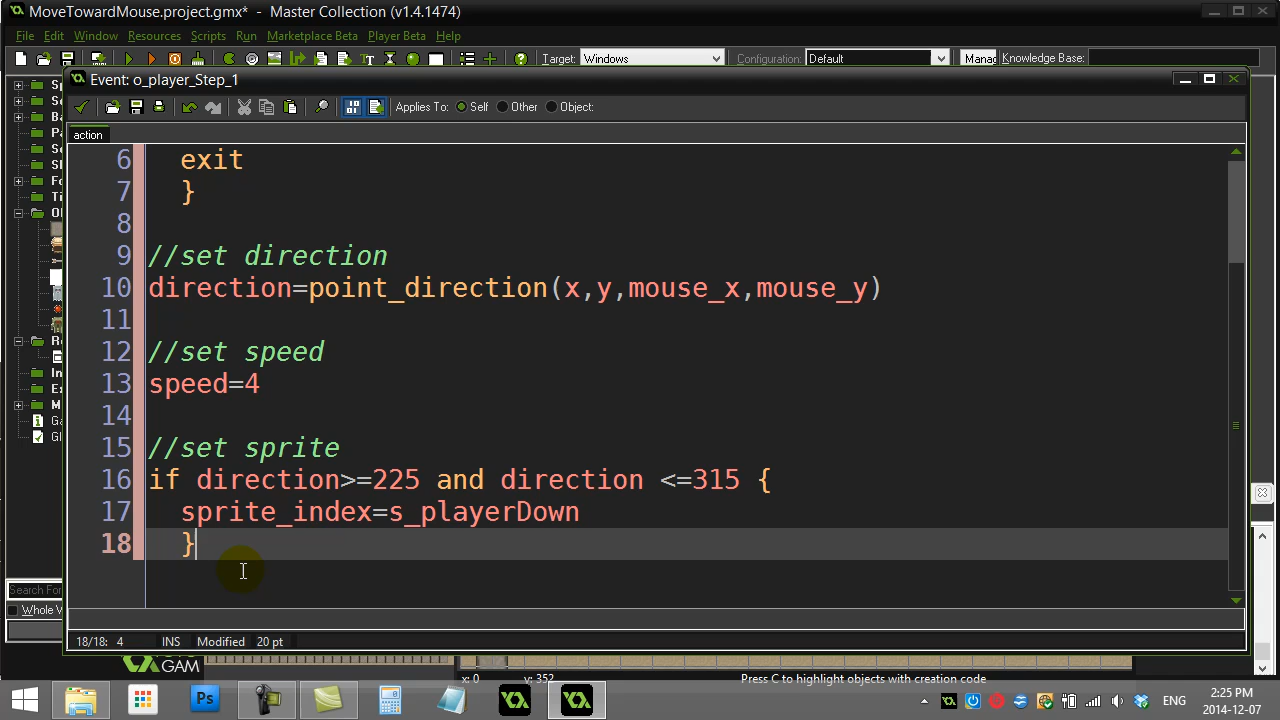 MoveTowardMouse.project.gmx* - Master Collection (v1.4.1474)
File Edit Window Resources Scripts Run Marketplace Beta Player Beta Help
Target: Windows Configuration: Default Manag Knowledge Base:
Event: o_player_Step_1
Applies To: Self Other Object:
action
6 exit
7 }
8
9 //set direction
10 direction=point_direction(x,y,mouse_x,mouse_y)
11
12 //set speed
13 speed=4
14
15 //set sprite
16 if direction>=225 and direction <=315 {
17 sprite_index=s_playerDown
18 }
Search For
Whole W
18/18: 4 INS Modified 20 pt
GAM
x: 0 y: 352 Press C to highlight objects with creation code
Ps
ENG
2:25 PM
2014-12-07